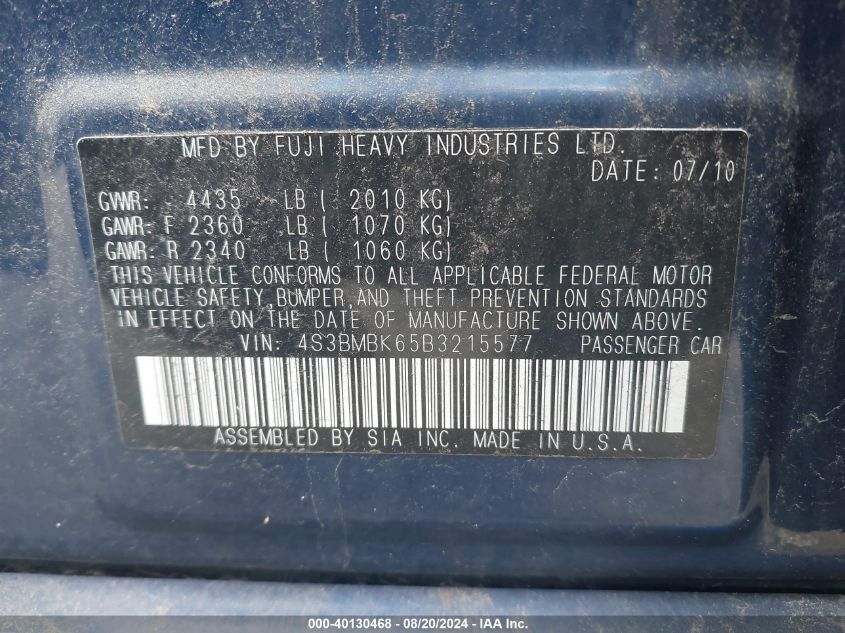 MFD BY FUJI HEAVY INDUSTRIES LTD.
DATE: 07/10
GVWR: 4435 LB ( 2010 KG)
GAWR: F 2360 LB ( 1070 KG)
GAWR: R 2340 LB ( 1060 KG)
THIS VEHICLE CONFORMS TO ALL APPLICABLE FEDERAL MOTOR
VEHICLE SAFETY, BUMPER, AND THEFT PREVENTION STANDARDS
IN EFFECT ON THE DATE OF MANUFACTURE SHOWN ABOVE.
VIN: 4S3BMBK65B3215577 PASSENGER CAR
ASSEMBLED BY SIA INC. MADE IN U.S.A.
000-40130468 - 08/20/2024 - IAA Inc.